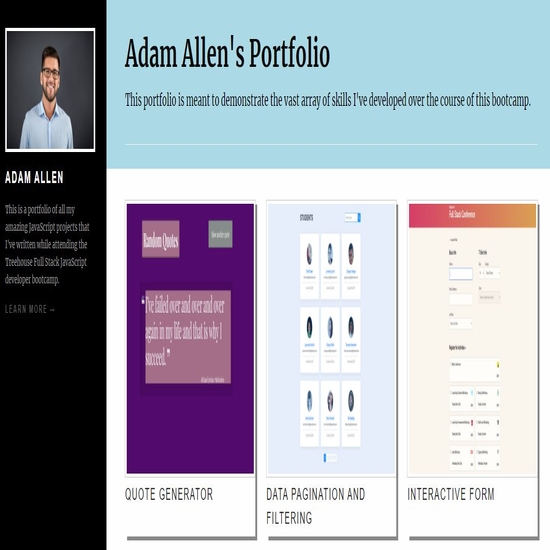 Adam Allen's Portfolio
This portfolio is meant to demonstrate the vast array of skills I've developed over the course of this bootcamp.
ADAM ALLEN
This is a portfolio of all my
amazing JavaScript projects that
I've written while attending the
Treehouse Full Stack JavaScript
developer bootcamp.
LEARN MORE →
Random Quotes
Show another quote
“I've failed over and over and over
again in my life and that is why I
succeed.”
STUDENTS
Full Stack Conference
QUOTE GENERATOR
DATA PAGINATION AND
FILTERING
INTERACTIVE FORM